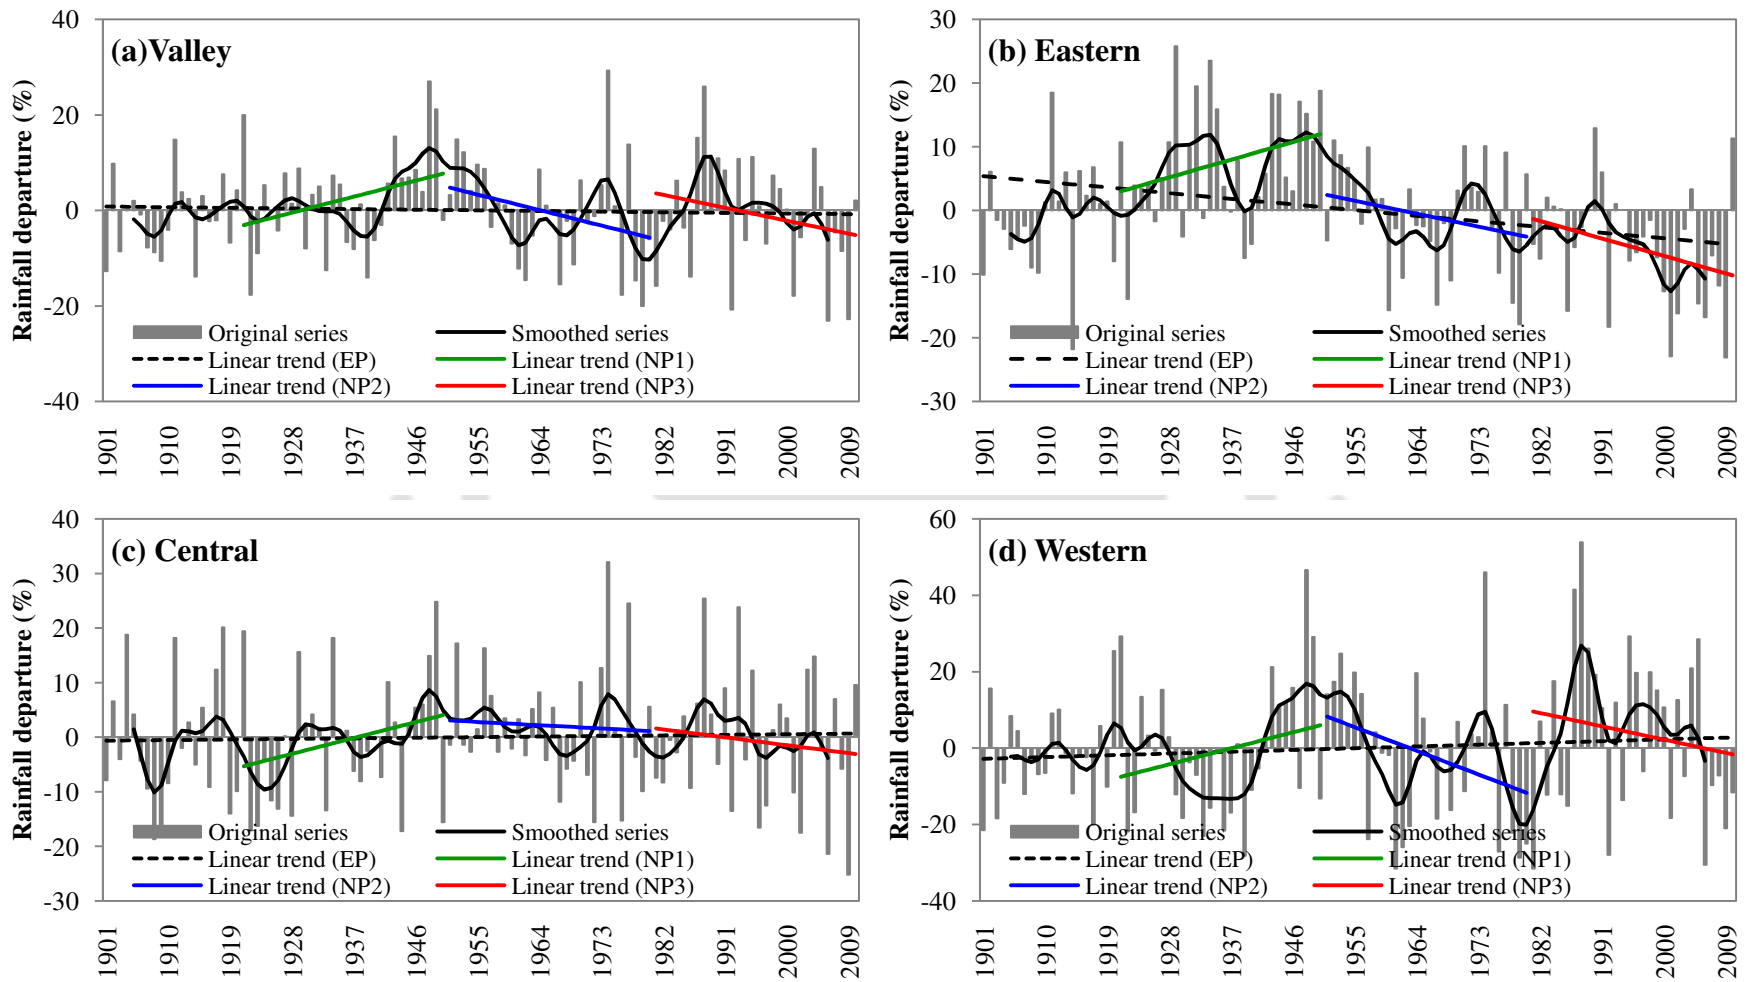 (a)Valley
Rainfall departure (%)
40
20
0
-20
-40
Original series
Smoothed series
Linear trend (EP)
Linear trend (NP1)
Linear trend (NP2)
Linear trend (NP3)
1901 1910 1919 1928 1937 1946 1955 1964 1973 1982 1991 2000 2009
(b) Eastern
Rainfall departure (%)
30
20
10
0
-10
-20
-30
Original series
Smoothed series
Linear trend (EP)
Linear trend (NP1)
Linear trend (NP2)
Linear trend (NP3)
1901 1910 1919 1928 1937 1946 1955 1964 1973 1982 1991 2000 2009
(c) Central
Rainfall departure (%)
40
30
20
10
0
-10
-20
-30
Original series
Smoothed series
Linear trend (EP)
Linear trend (NP1)
Linear trend (NP2)
Linear trend (NP3)
1901 1910 1919 1928 1937 1946 1955 1964 1973 1982 1991 2000 2009
(d) Western
Rainfall departure (%)
60
40
20
0
-20
-40
Original series
Smoothed series
Linear trend (EP)
Linear trend (NP1)
Linear trend (NP2)
Linear trend (NP3)
1901 1910 1919 1928 1937 1946 1955 1964 1973 1982 1991 2000 2009